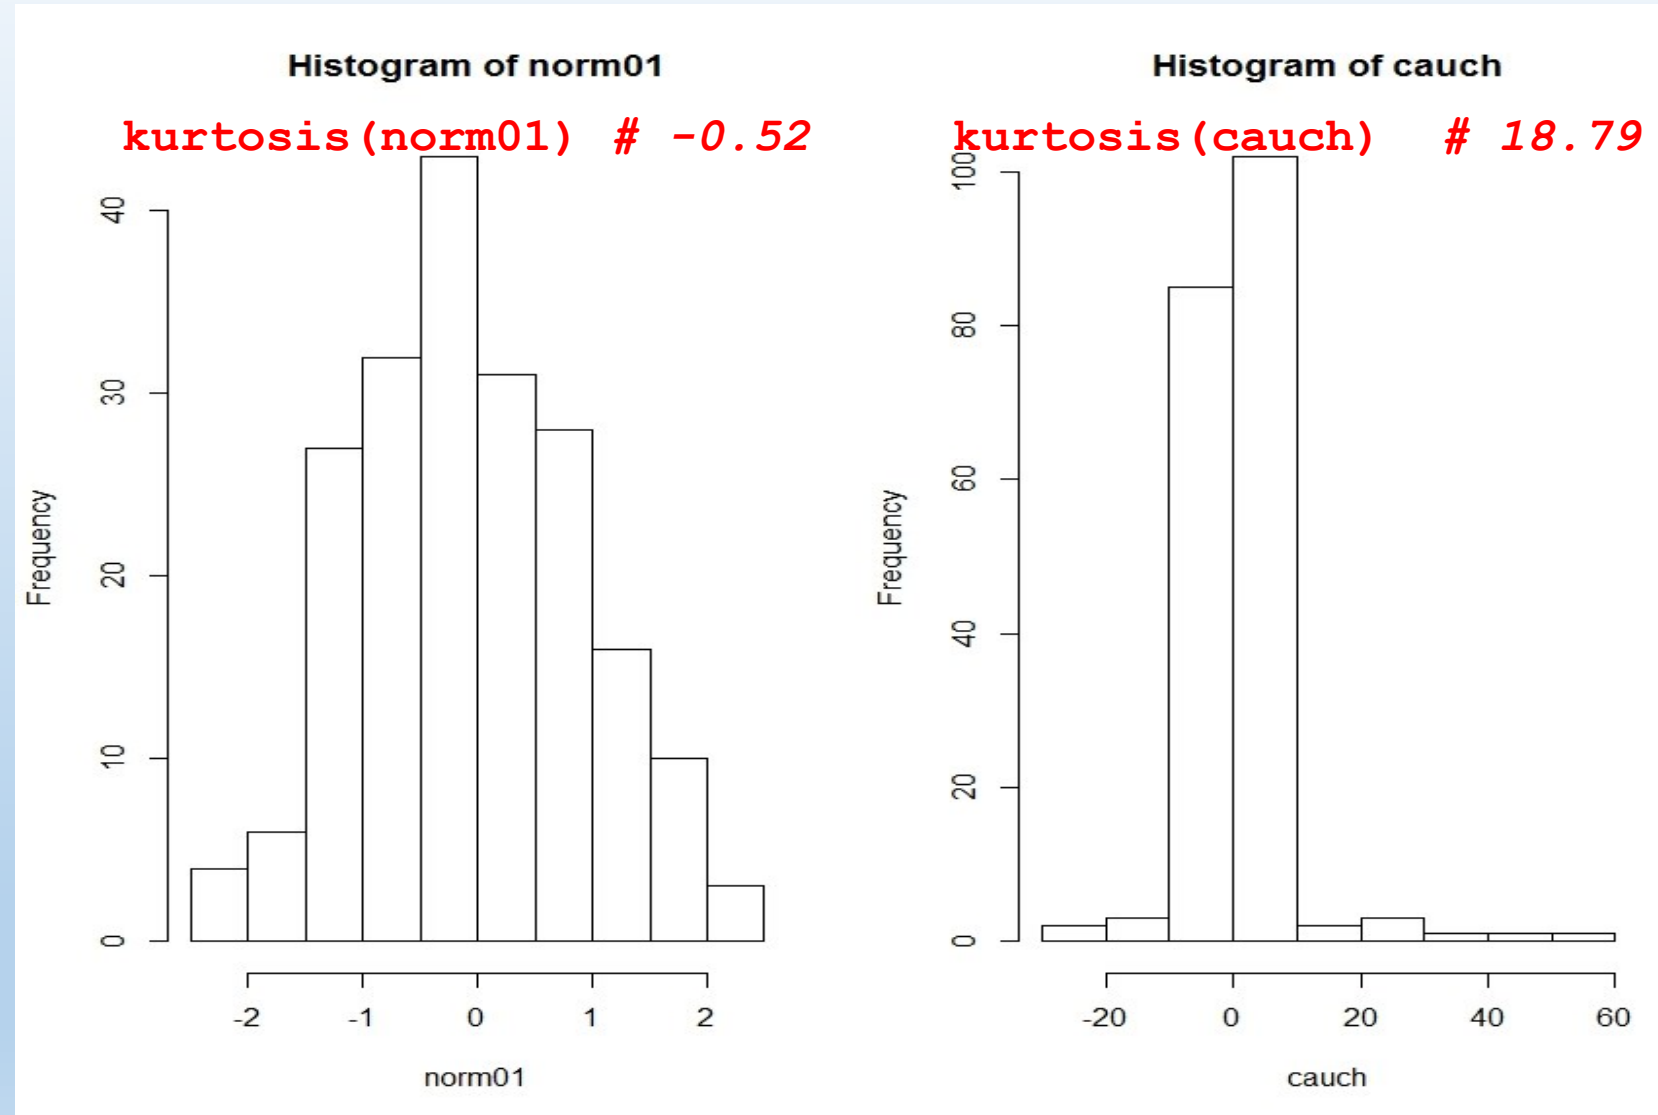 Histogram of norm01
kurtosis(norm01) # -0.52
Frequency
40
30
20
10
0
-2 -1 0 1 2
norm01
Histogram of cauch
kurtosis(cauch) # 18.79
Frequency
100
80
60
40
20
0
-20 0 20 40 60
cauch